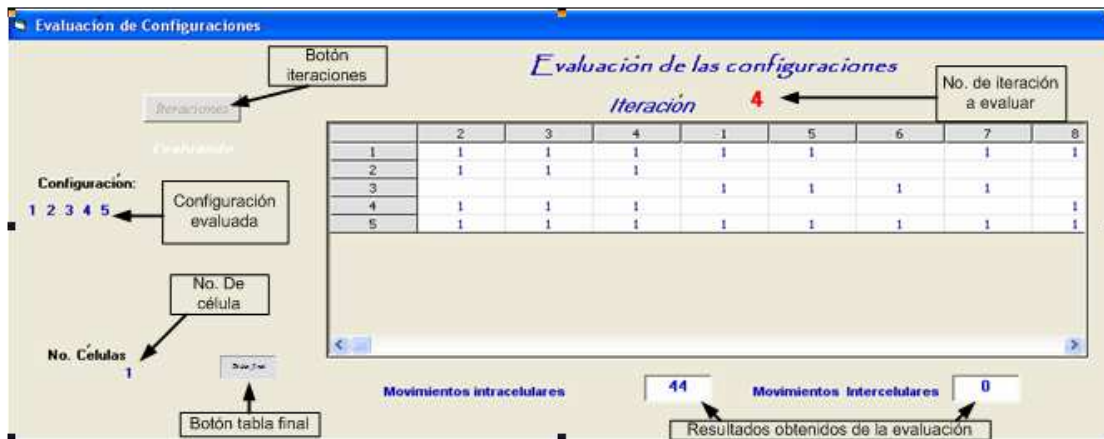 Evaluación de Configuraciones
Botón
iteraciones
Evaluación de las configuraciones
Iteración 4
No. de iteración
a evaluar
Iteraciones
Evaluando
2 3 4 1 5 6 7 8
1 1 1 1 1 1 1 1
2 1 1 1
3 1 1 1 1
4 1 1 1 1
5 1 1 1 1 1 1 1 1
Configuración:
1 2 3 4 5
Configuración
evaluada
No. De
célula
No. Células
1
Botón tabla final
Movimientos intracelulares 44
Movimientos Intercelulares 0
Resultados obtenidos de la evaluación